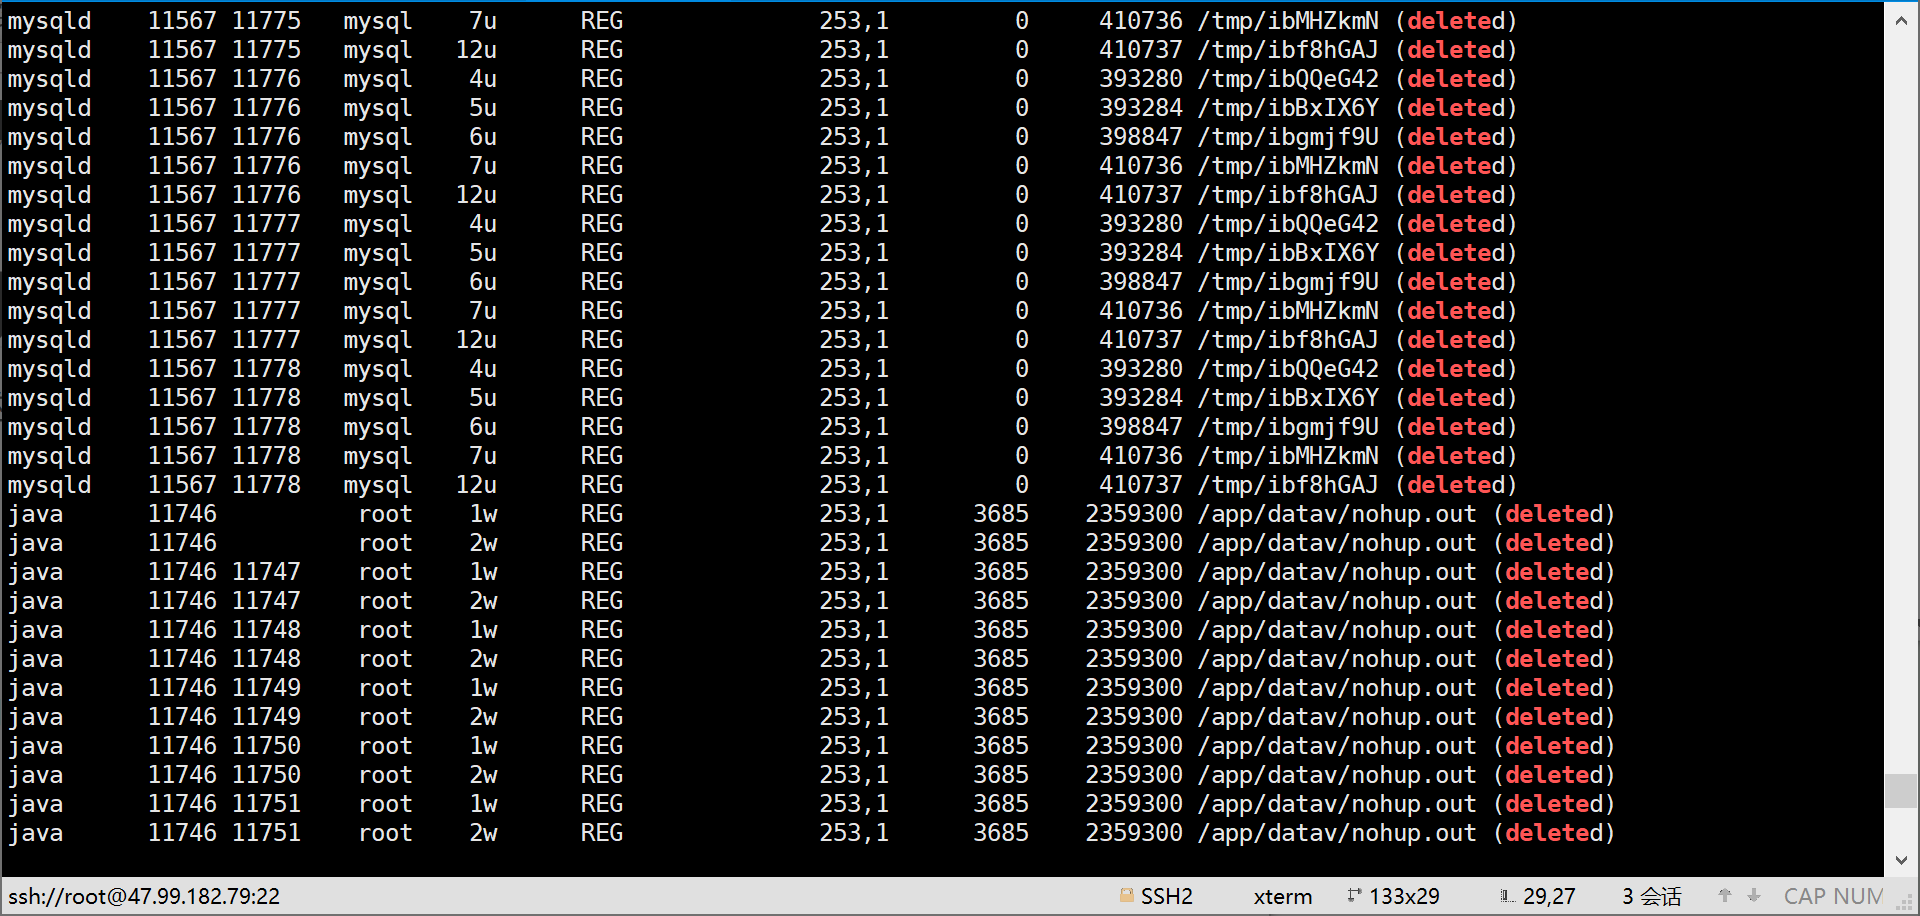 mysqld 11567 11775 mysql 7u REG 253,1 0 410736 /tmp/ibMHZkmN (deleted)
mysqld 11567 11775 mysql 12u REG 253,1 0 410737 /tmp/ibf8hGAJ (deleted)
mysqld 11567 11776 mysql 4u REG 253,1 0 393280 /tmp/ibQQeG42 (deleted)
mysqld 11567 11776 mysql 5u REG 253,1 0 393284 /tmp/ibBxIX6Y (deleted)
mysqld 11567 11776 mysql 6u REG 253,1 0 398847 /tmp/ibgmjf9U (deleted)
mysqld 11567 11776 mysql 7u REG 253,1 0 410736 /tmp/ibMHZkmN (deleted)
mysqld 11567 11776 mysql 12u REG 253,1 0 410737 /tmp/ibf8hGAJ (deleted)
mysqld 11567 11777 mysql 4u REG 253,1 0 393280 /tmp/ibQQeG42 (deleted)
mysqld 11567 11777 mysql 5u REG 253,1 0 393284 /tmp/ibBxIX6Y (deleted)
mysqld 11567 11777 mysql 6u REG 253,1 0 398847 /tmp/ibgmjf9U (deleted)
mysqld 11567 11777 mysql 7u REG 253,1 0 410736 /tmp/ibMHZkmN (deleted)
mysqld 11567 11777 mysql 12u REG 253,1 0 410737 /tmp/ibf8hGAJ (deleted)
mysqld 11567 11778 mysql 4u REG 253,1 0 393280 /tmp/ibQQeG42 (deleted)
mysqld 11567 11778 mysql 5u REG 253,1 0 393284 /tmp/ibBxIX6Y (deleted)
mysqld 11567 11778 mysql 6u REG 253,1 0 398847 /tmp/ibgmjf9U (deleted)
mysqld 11567 11778 mysql 7u REG 253,1 0 410736 /tmp/ibMHZkmN (deleted)
mysqld 11567 11778 mysql 12u REG 253,1 0 410737 /tmp/ibf8hGAJ (deleted)
java 11746 root 1w REG 253,1 3685 2359300 /app/datav/nohup.out (deleted)
java 11746 root 2w REG 253,1 3685 2359300 /app/datav/nohup.out (deleted)
java 11746 11747 root 1w REG 253,1 3685 2359300 /app/datav/nohup.out (deleted)
java 11746 11747 root 2w REG 253,1 3685 2359300 /app/datav/nohup.out (deleted)
java 11746 11748 root 1w REG 253,1 3685 2359300 /app/datav/nohup.out (deleted)
java 11746 11748 root 2w REG 253,1 3685 2359300 /app/datav/nohup.out (deleted)
java 11746 11749 root 1w REG 253,1 3685 2359300 /app/datav/nohup.out (deleted)
java 11746 11749 root 2w REG 253,1 3685 2359300 /app/datav/nohup.out (deleted)
java 11746 11750 root 1w REG 253,1 3685 2359300 /app/datav/nohup.out (deleted)
java 11746 11750 root 2w REG 253,1 3685 2359300 /app/datav/nohup.out (deleted)
java 11746 11751 root 1w REG 253,1 3685 2359300 /app/datav/nohup.out (deleted)
java 11746 11751 root 2w REG 253,1 3685 2359300 /app/datav/nohup.out (deleted)
ssh://root@47.99.182.79:22 SSH2 xterm 133x29 29,27 3 会话 CAP NUM